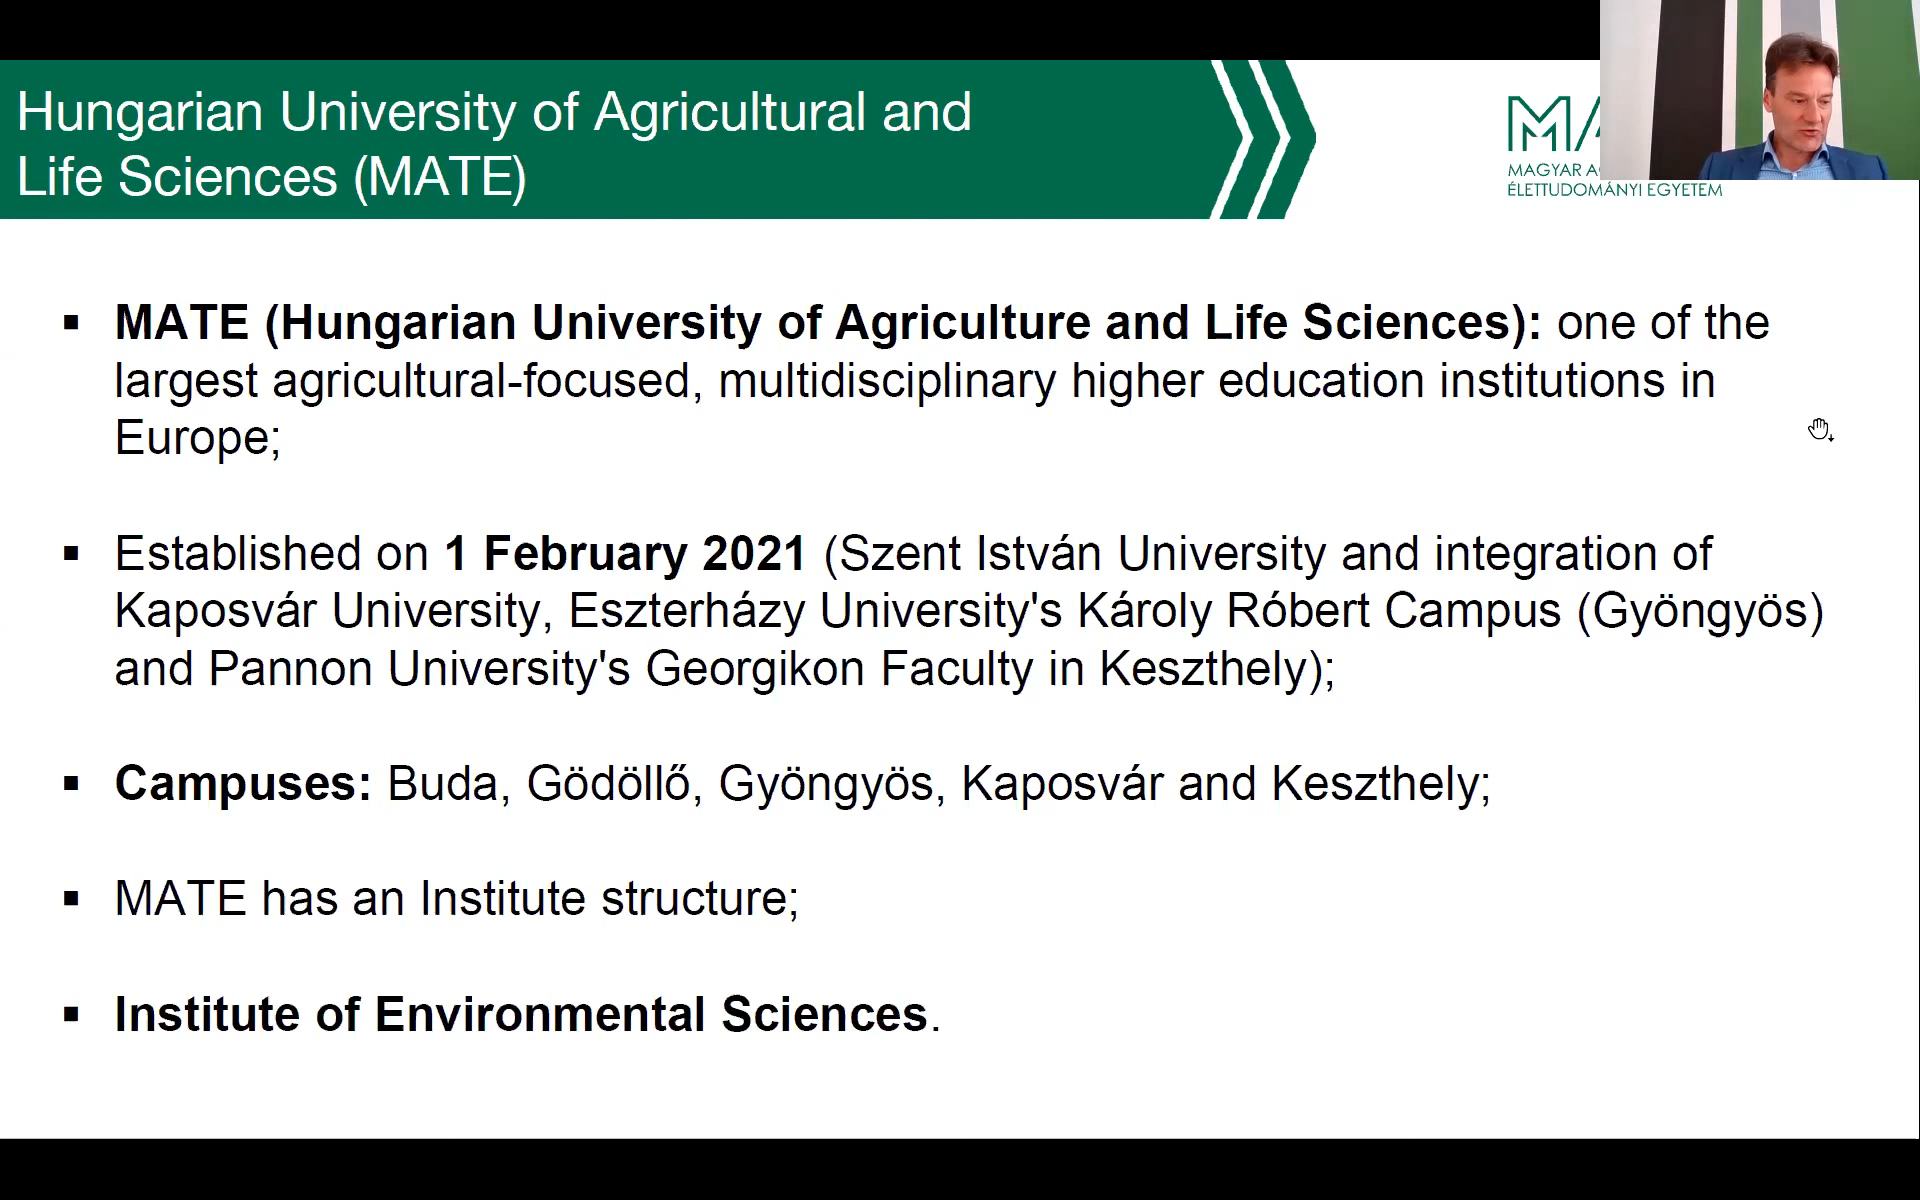 Hungarian University of Agricultural and
Life Sciences (MATE)
MAGYAR
ÉLETTUDOMÁNYI EGYETEM
▪ MATE (Hungarian University of Agriculture and Life Sciences): one of the
largest agricultural-focused, multidisciplinary higher education institutions in
Europe;
▪ Established on 1 February 2021 (Szent István University and integration of
Kaposvár University, Eszterházy University's Károly Róbert Campus (Gyöngyös)
and Pannon University's Georgikon Faculty in Keszthely);
▪ Campuses: Buda, Gödöllő, Gyöngyös, Kaposvár and Keszthely;
▪ MATE has an Institute structure;
▪ Institute of Environmental Sciences.